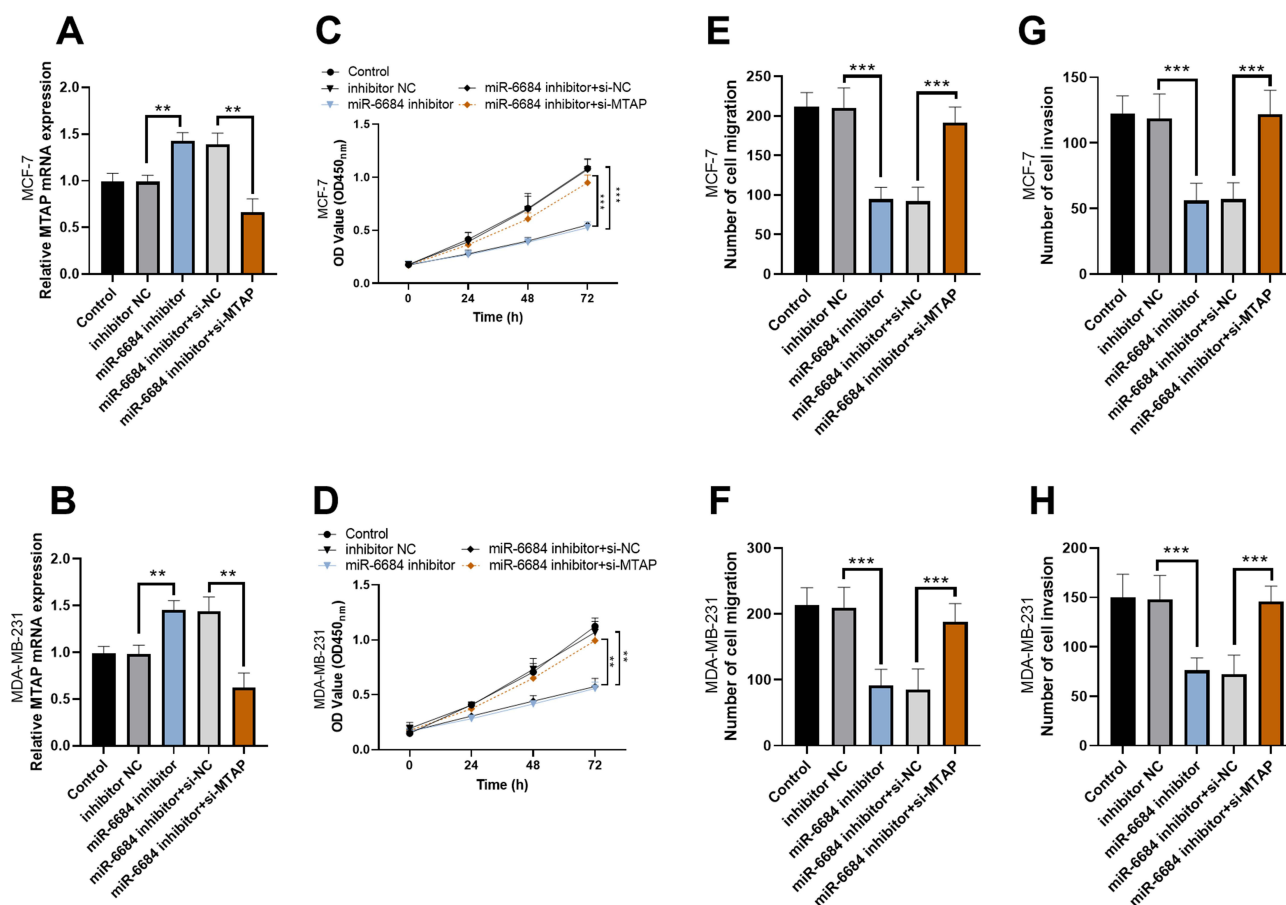 A
MCF-7
Relative MTAP mRNA expression
2.0
1.5
1.0
0.5
0.0
**
**
Control
inhibitor NC
miR-6684 inhibitor
miR-6684 inhibitor+si-NC
miR-6684 inhibitor+si-MTAP
C
Control
inhibitor NC
miR-6684 inhibitor
miR-6684 inhibitor+si-NC
miR-6684 inhibitor+si-MTAP
MCF-7
OD Value (OD450nm)
1.5
1.0
0.5
0.0
0 24 48 72
Time (h)
***
***
E
MCF-7
Number of cell migration
250
200
150
100
50
0
***
***
Control
inhibitor NC
miR-6684 inhibitor
miR-6684 inhibitor+si-NC
miR-6684 inhibitor+si-MTAP
G
MCF-7
Number of cell invasion
150
100
50
0
***
***
Control
inhibitor NC
miR-6684 inhibitor
miR-6684 inhibitor+si-NC
miR-6684 inhibitor+si-MTAP
B
MDA-MB-231
Relative MTAP mRNA expression
2.0
1.5
1.0
0.5
0.0
**
**
Control
inhibitor NC
miR-6684 inhibitor
miR-6684 inhibitor+si-NC
miR-6684 inhibitor+si-MTAP
D
Control
inhibitor NC
miR-6684 inhibitor
miR-6684 inhibitor+si-NC
miR-6684 inhibitor+si-MTAP
MDA-MB-231
OD Value (OD450nm)
1.5
1.0
0.5
0.0
0 24 48 72
Time (h)
**
**
F
MDA-MB-231
Number of cell migration
300
200
100
0
***
***
Control
inhibitor NC
miR-6684 inhibitor
miR-6684 inhibitor+si-NC
miR-6684 inhibitor+si-MTAP
H
MDA-MB-231
Number of cell invasion
200
150
100
50
0
***
***
Control
inhibitor NC
miR-6684 inhibitor
miR-6684 inhibitor+si-NC
miR-6684 inhibitor+si-MTAP